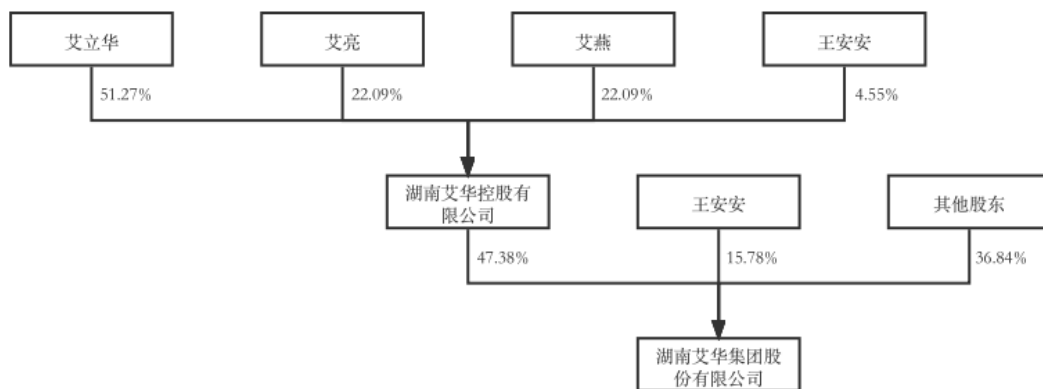 艾立华
艾亮
艾燕
王安安
51.27%
22.09%
22.09%
4.55%
湖南艾华控股有
限公司
王安安
其他股东
47.38%
15.78%
36.84%
湖南艾华集团股
份有限公司